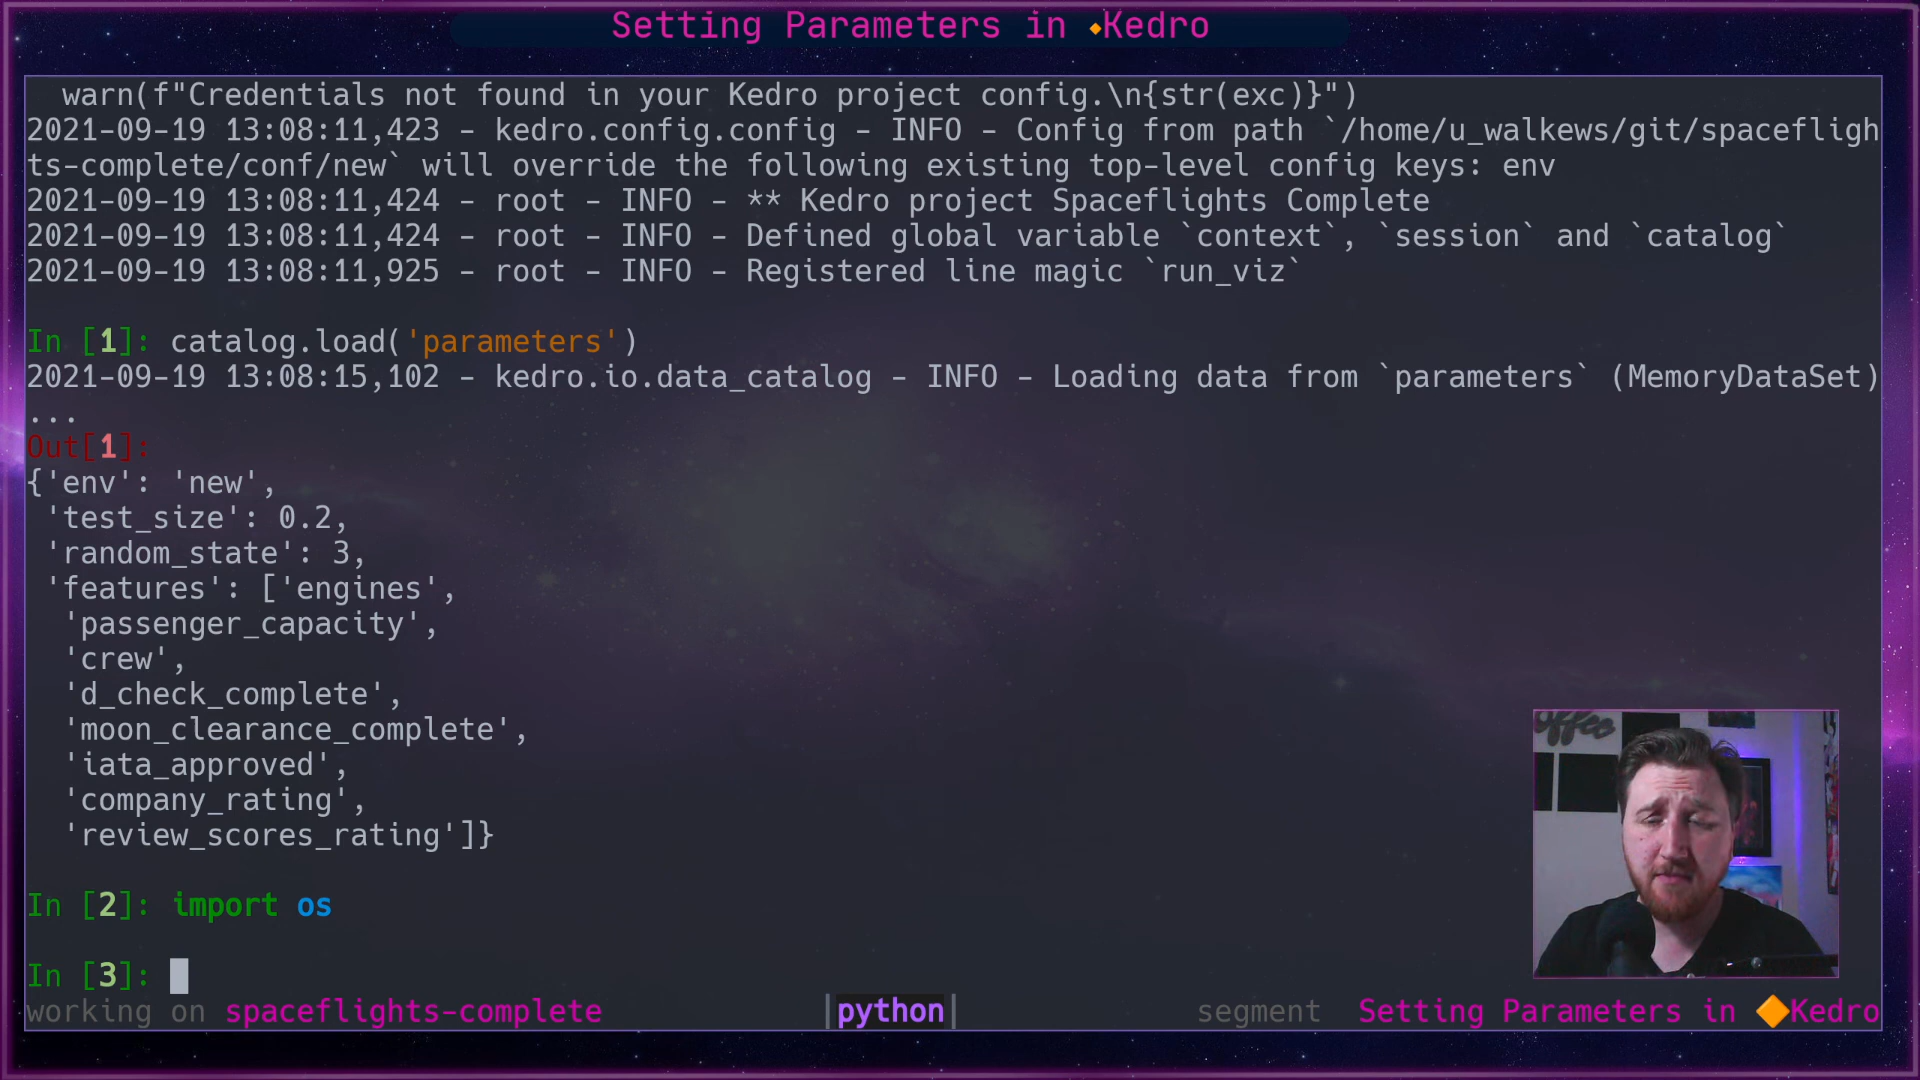 Setting Parameters in 🔸Kedro
warn(f"Credentials not found in your Kedro project config.\n{str(exc)}")
2021-09-19 13:08:11,423 - kedro.config.config - INFO - Config from path `/home/u_walkews/git/spacefligh
ts-complete/conf/new` will override the following existing top-level config keys: env
2021-09-19 13:08:11,424 - root - INFO - ** Kedro project Spaceflights Complete
2021-09-19 13:08:11,424 - root - INFO - Defined global variable `context`, `session` and `catalog`
2021-09-19 13:08:11,925 - root - INFO - Registered line magic `run_viz`
In [1]: catalog.load('parameters')
2021-09-19 13:08:15,102 - kedro.io.data_catalog - INFO - Loading data from `parameters` (MemoryDataSet)
...
Out[1]:
{'env': 'new',
'test_size': 0.2,
'random_state': 3,
'features': ['engines',
'passenger_capacity',
'crew',
'd_check_complete',
'moon_clearance_complete',
'iata_approved',
'company_rating',
'review_scores_rating']}
In [2]: import os
In [3]:
working on spaceflights-complete |python| segment Setting Parameters in 🔶Kedro